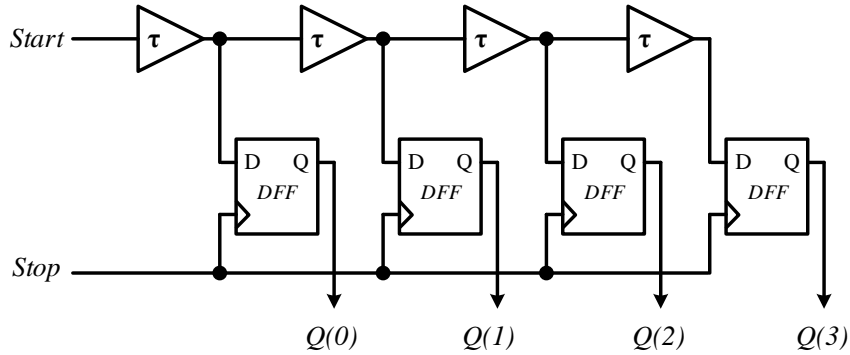 Start τ τ τ τ
D Q D Q D Q D Q
DFF DFF DFF DFF
Stop
Q(0) Q(1) Q(2) Q(3)